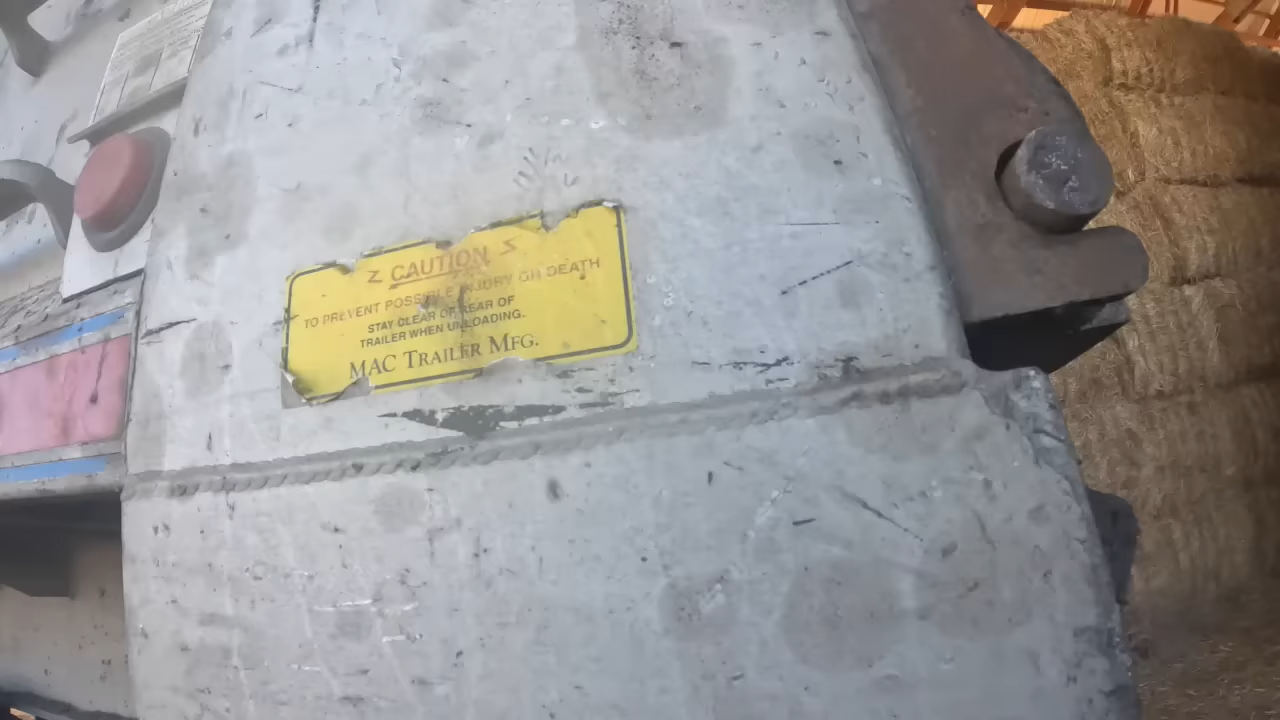 CAUTION
TO PREVENT POSSIBLE INJURY OR DEATH
STAY CLEAR OF REAR OF
TRAILER WHEN UNLOADING.
MAC TRAILER MFG.